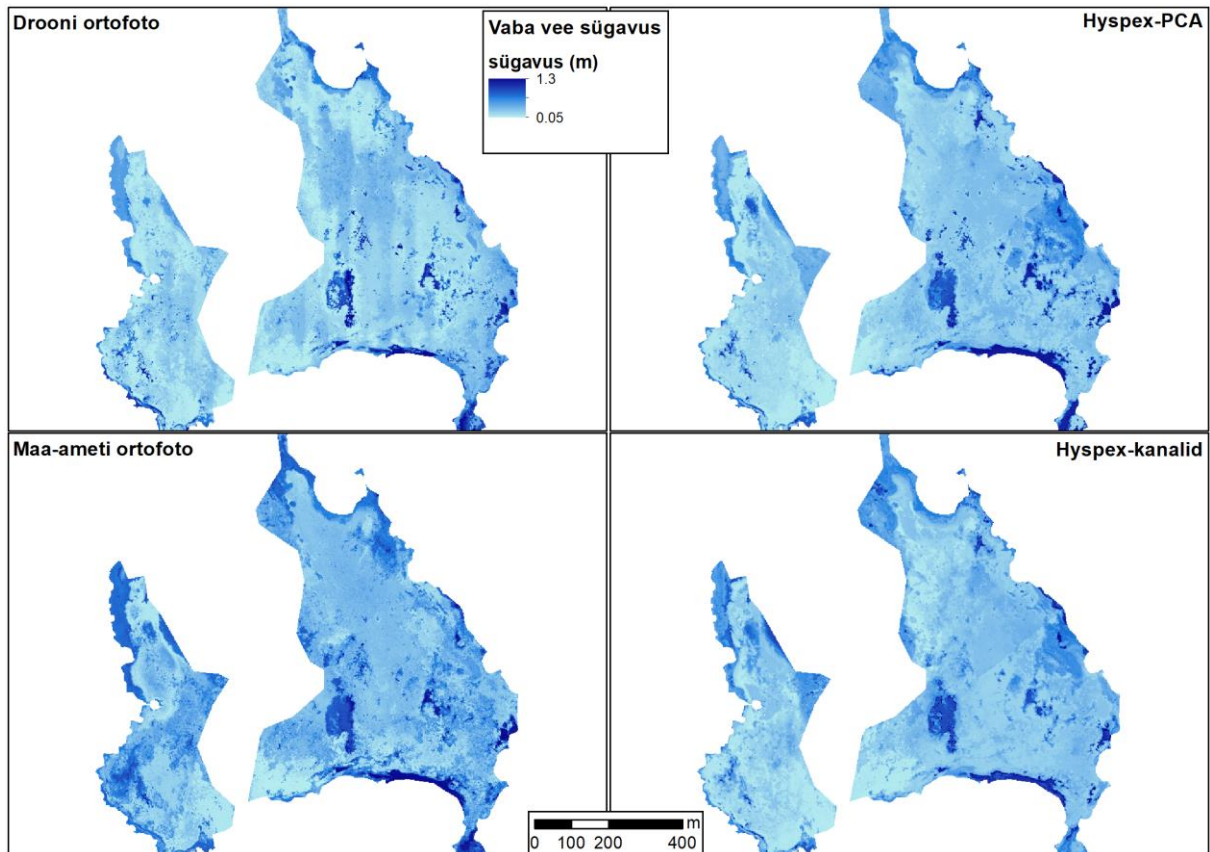 Drooni ortofoto
Vaba vee sügavus
sügavus (m)
1.3
0.05
Hyspex-PCA
Maa-ameti ortofoto
Hyspex-kanalid
m
0 100 200 400